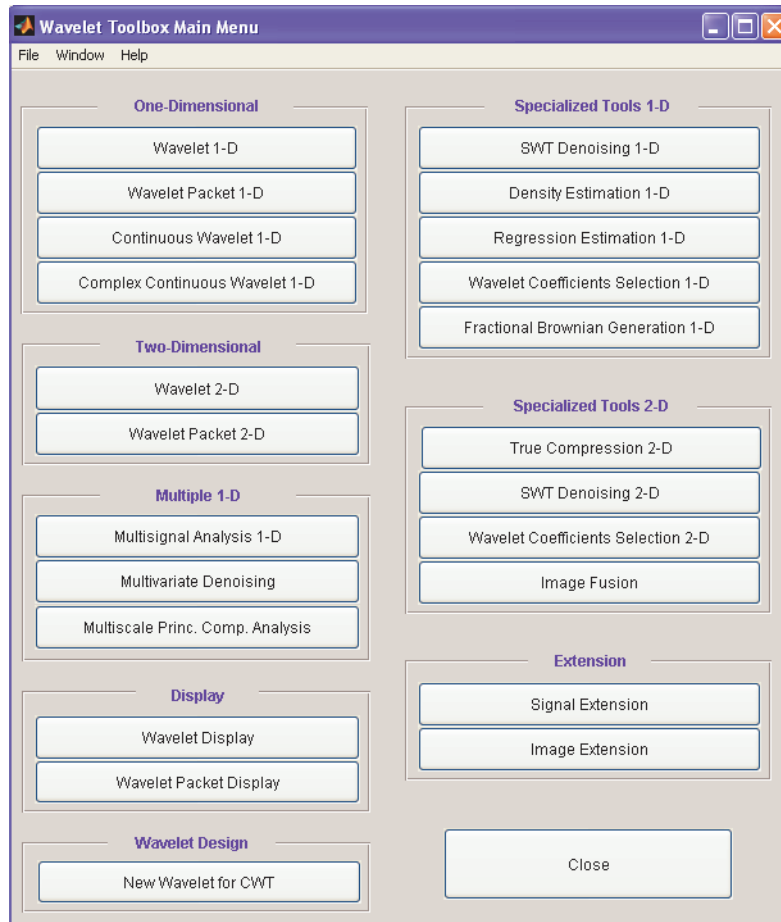 Wavelet Toolbox Main Menu
File Window Help
One-Dimensional
Wavelet 1-D
Wavelet Packet 1-D
Continuous Wavelet 1-D
Complex Continuous Wavelet 1-D
Two-Dimensional
Wavelet 2-D
Wavelet Packet 2-D
Multiple 1-D
Multisignal Analysis 1-D
Multivariate Denoising
Multiscale Princ. Comp. Analysis
Display
Wavelet Display
Wavelet Packet Display
Wavelet Design
New Wavelet for CWT
Specialized Tools 1-D
SWT Denoising 1-D
Density Estimation 1-D
Regression Estimation 1-D
Wavelet Coefficients Selection 1-D
Fractional Brownian Generation 1-D
Specialized Tools 2-D
True Compression 2-D
SWT Denoising 2-D
Wavelet Coefficients Selection 2-D
Image Fusion
Extension
Signal Extension
Image Extension
Close